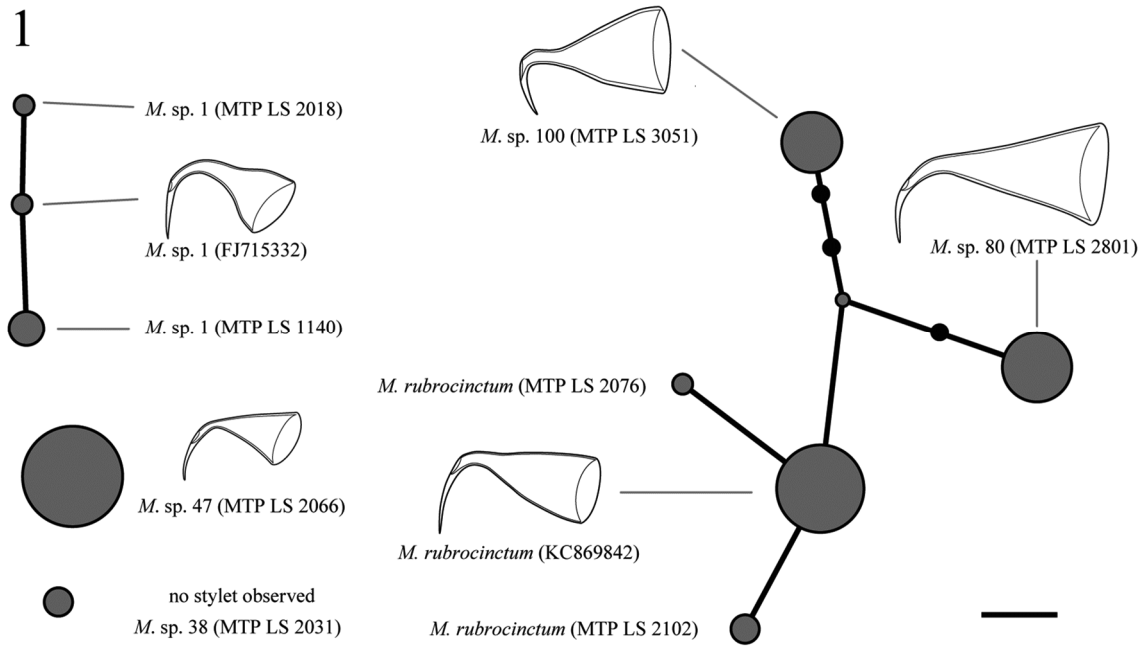 1
M. sp. 1 (MTP LS 2018)
M. sp. 1 (FJ715332)
M. sp. 1 (MTP LS 1140)
M. sp. 47 (MTP LS 2066)
no stylet observed
M. sp. 38 (MTP LS 2031)
M. sp. 100 (MTP LS 3051)
M. sp. 80 (MTP LS 2801)
M. rubrocinctum (MTP LS 2076)
M. rubrocinctum (KC869842)
M. rubrocinctum (MTP LS 2102)